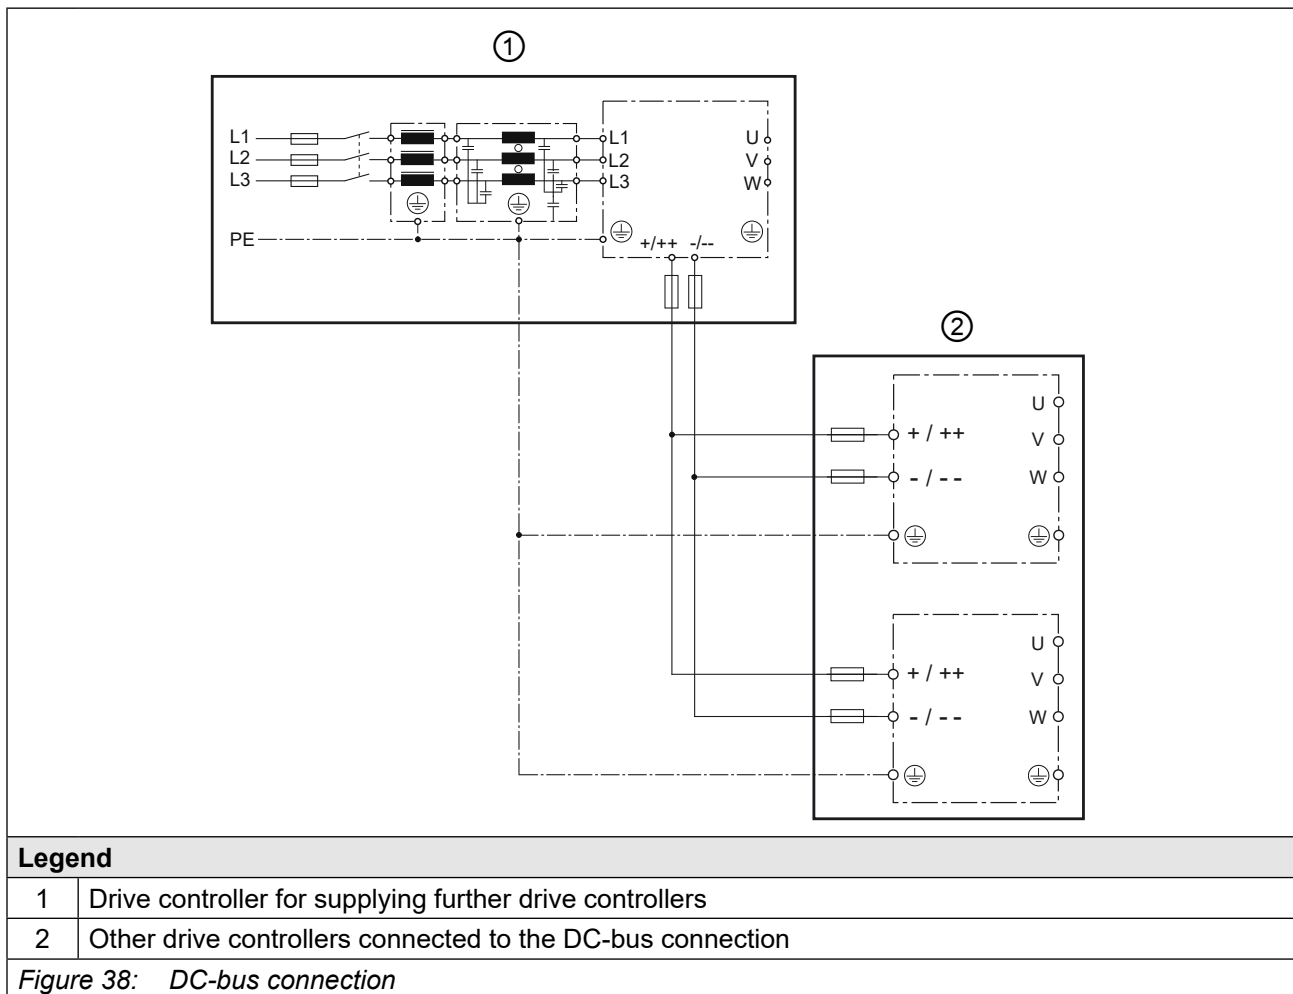 1
L1
L2
L3
PE
L1
L2
L3
U
V
W
+/++ -/--
2
+ / ++
- / - -
U
V
W
+ / ++
- / - -
U
V
W
Legend
1 Drive controller for supplying further drive controllers
2 Other drive controllers connected to the DC-bus connection
Figure 38: DC-bus connection